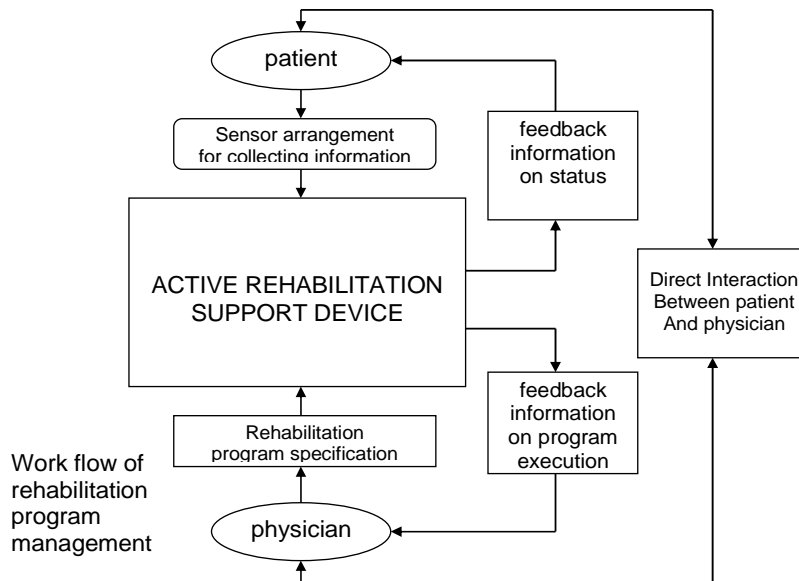 patient
Sensor arrangement
for collecting information
feedback
information
on status
ACTIVE REHABILITATION
SUPPORT DEVICE
Direct Interaction
Between patient
And physician
feedback
information
on program
execution
Rehabilitation
program specification
Work flow of
rehabilitation
program
management
physician